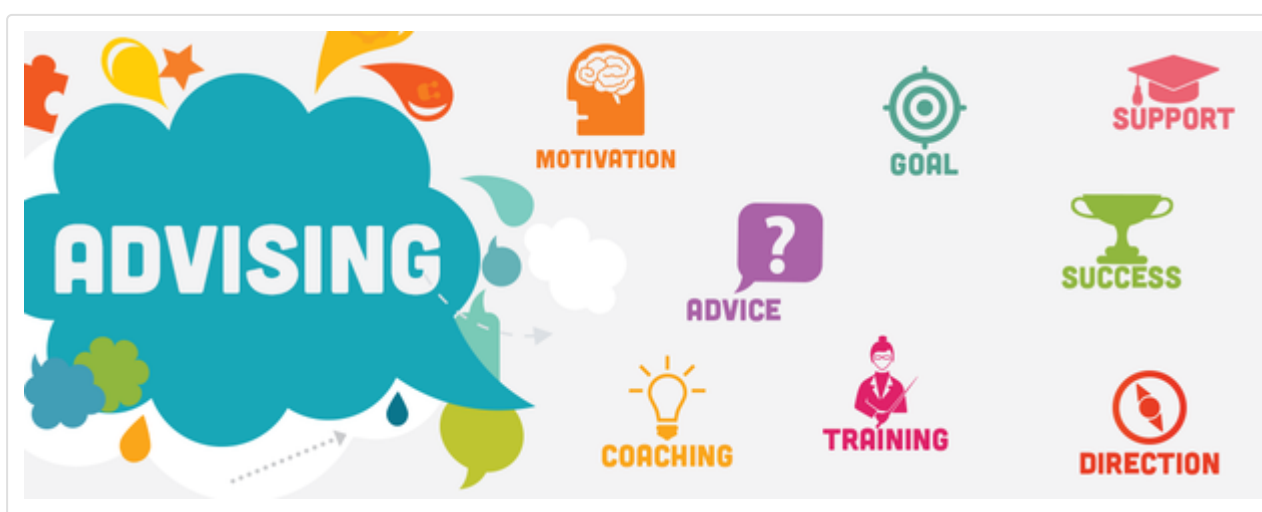 ADVISING
MOTIVATION
GOAL
SUPPORT
ADVICE
SUCCESS
COACHING
TRAINING
DIRECTION